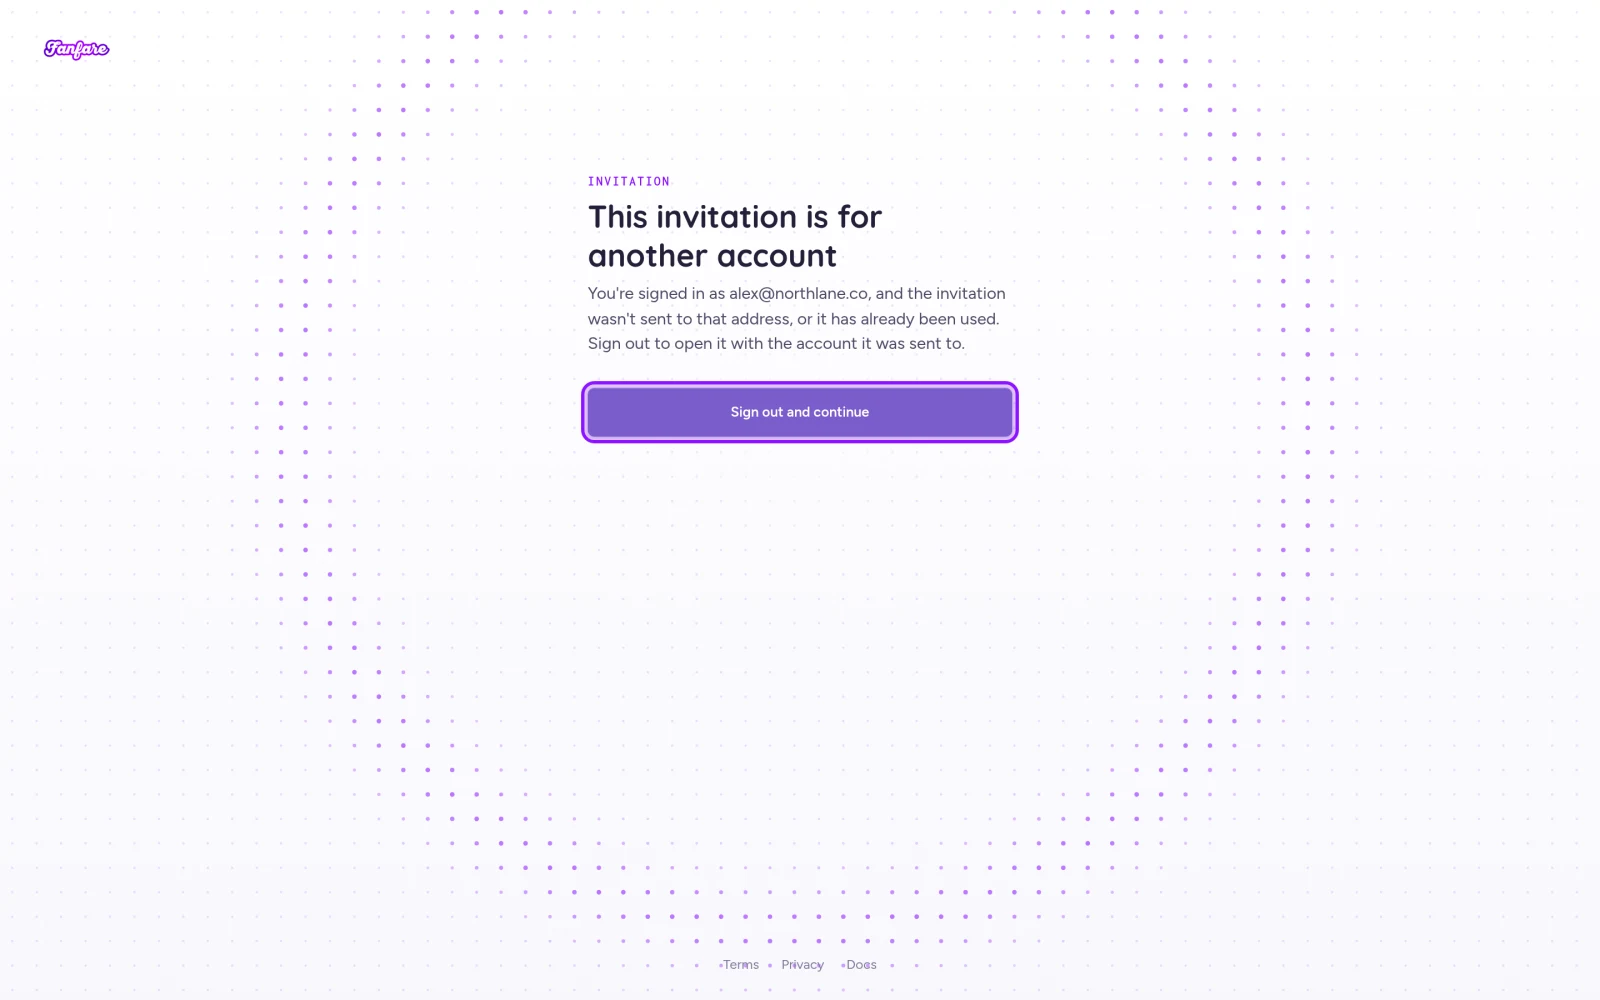 Fanfare
INVITATION
This invitation is for
another account
You're signed in as alex@northlane.co, and the invitation
wasn't sent to that address, or it has already been used.
Sign out to open it with the account it was sent to.
Sign out and continue
Terms Privacy Docs